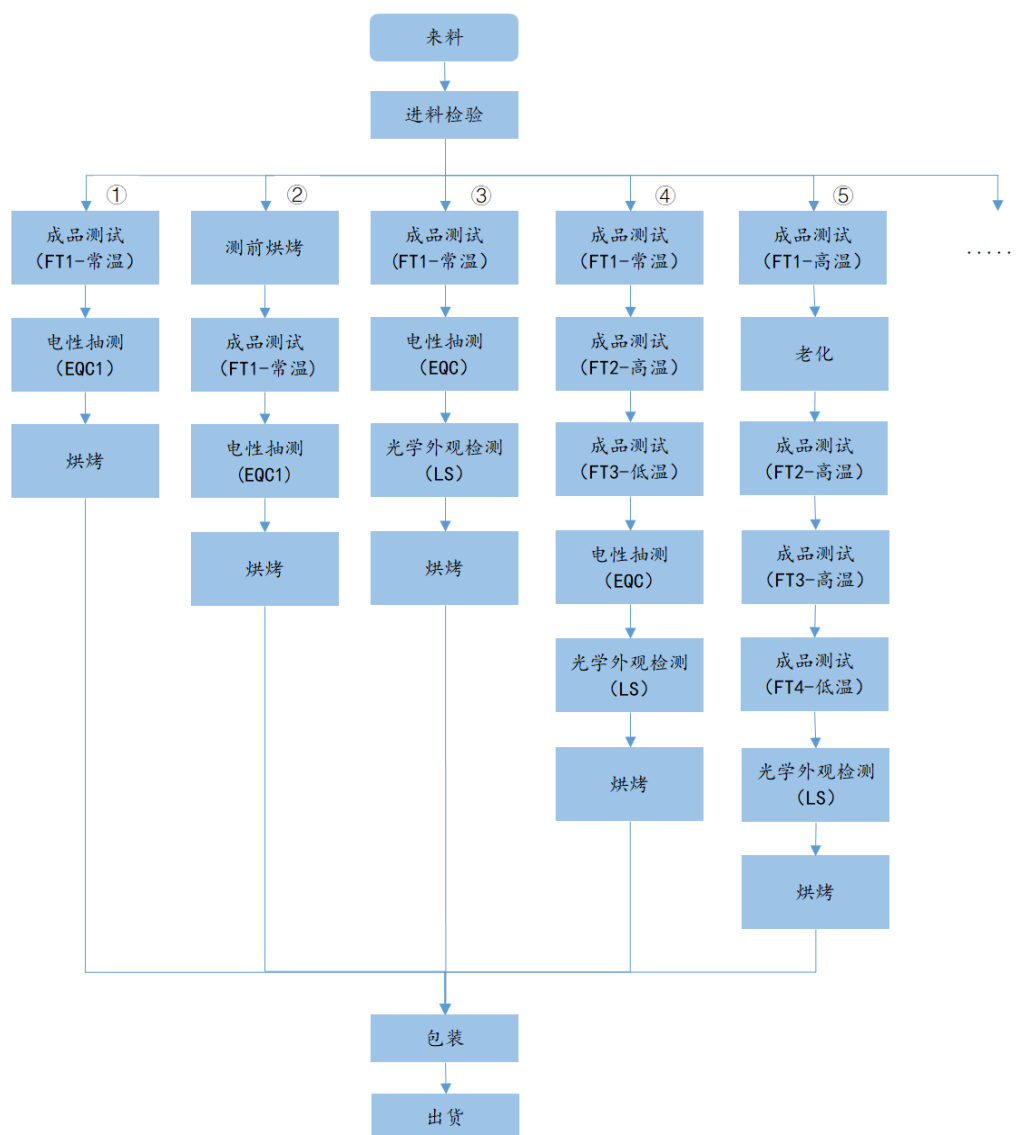 来料
进料检验
①
成品测试
（FT1-常温）
电性抽测
（EQC1）
烘烤
②
测前烘烤
成品测试
（FT1-常温)
电性抽测
(EQC1)
烘烤
③
成品测试
(FT1-常温）
电性抽测
（EQC）
光学外观检测
（LS）
烘烤
④
成品测试
（FT1-常温）
成品测试
（FT2-高温）
成品测试
（FT3-低温）
电性抽测
（EQC）
光学外观检测
（LS）
烘烤
⑤
成品测试
（FT1-高温）
老化
成品测试
（FT2-高温）
成品测试
（FT3-高温）
成品测试
（FT4-低温）
光学外观检测
（LS）
烘烤
.....
包装
出货